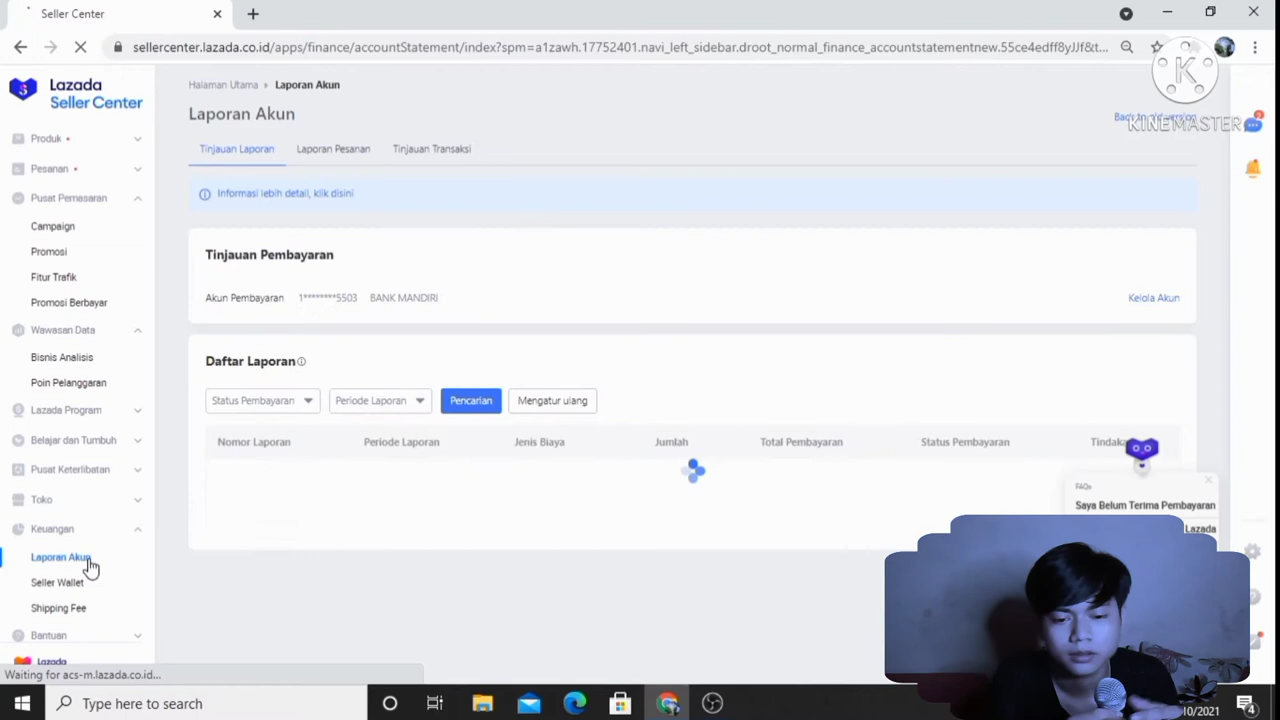 Seller Center
sellercenter.lazada.co.id/apps/finance/accountStatement/index?spm=a1zawh.17752401.navi_left_sidebar.droot_normal_finance_accountstatementnew.55ce4edff8yJJf&t...
Lazada
Seller Center
Produk
Pesanan
Pusat Pemasaran
Campaign
Promosi
Fitur Trafik
Promosi Berbayar
Wawasan Data
Bisnis Analisis
Poin Pelanggaran
Lazada Program
Belajar dan Tumbuh
Pusat Keterlibatan
Toko
Keuangan
Laporan Akun
Seller Wallet
Shipping Fee
Bantuan
Lazada
Waiting for acs-m.lazada.co.id...
Halaman Utama Laporan Akun
Laporan Akun
Tinjauan Laporan Laporan Pesanan Tinjauan Transaksi
Informasi lebih detail, klik disini
Tinjauan Pembayaran
Akun Pembayaran 1********5503 BANK MANDIRI Kelola Akun
Daftar Laporan
Status Pembayaran Periode Laporan Pencarian Mengatur ulang
Nomor Laporan Periode Laporan Jenis Biaya Jumlah Total Pembayaran Status Pembayaran
K
KINEMASTER
FAQs
Saya Belum Terima Pembayaran
Lazada
Type here to search
10/2021
4